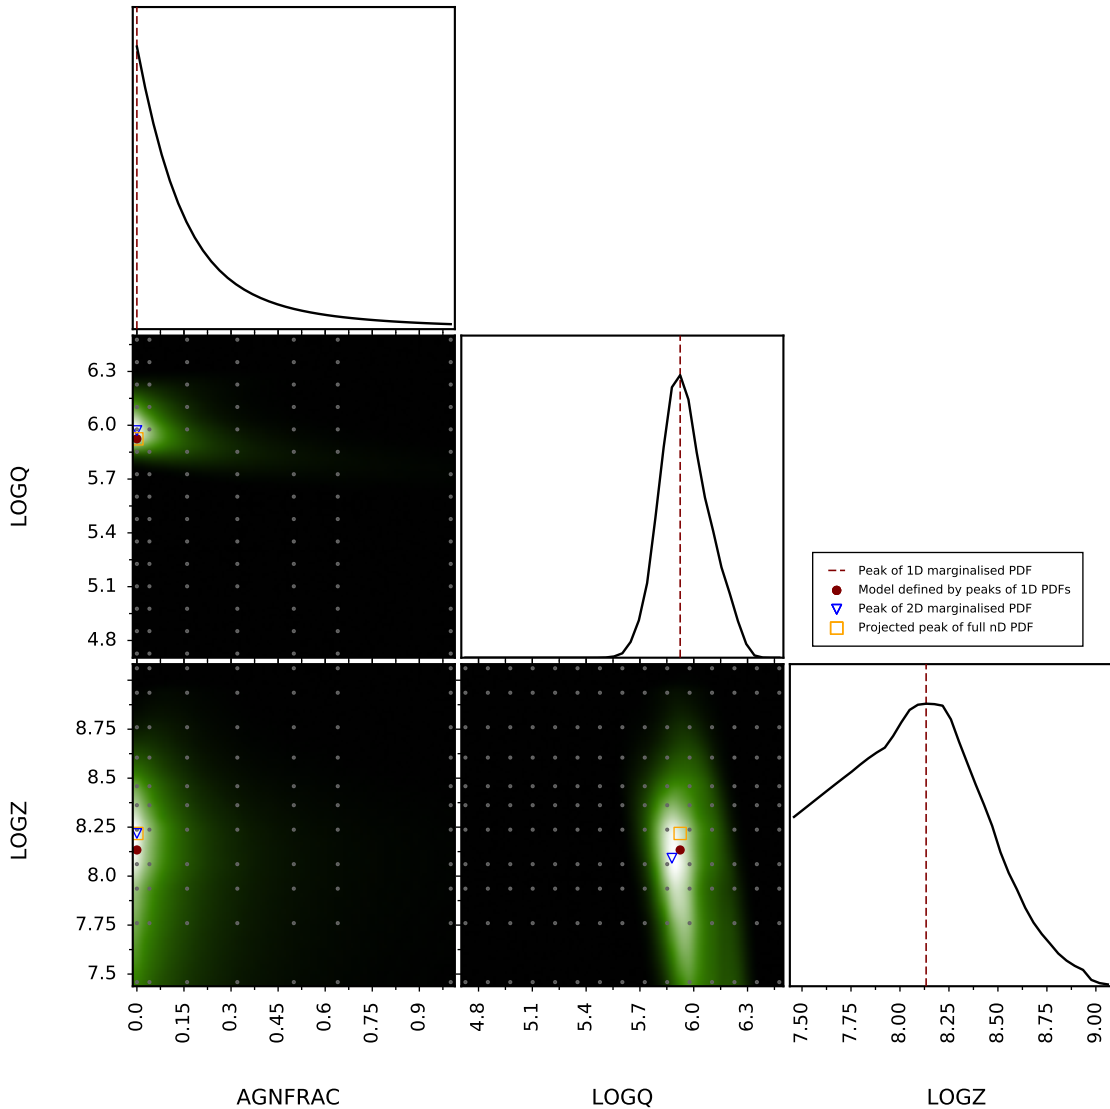 6.3
6.0
5.7
5.4
5.1
4.8
LOGQ
Peak of 1D marginalised PDF
Model defined by peaks of 1D PDFs
Peak of 2D marginalised PDF
Projected peak of full nD PDF
8.75
8.5
8.25
8.0
7.75
7.5
LOGZ
0.0 0.15 0.3 0.45 0.6 0.75 0.9
4.8 5.1 5.4 5.7 6.0 6.3
7.50 7.75 8.00 8.25 8.50 8.75 9.00
AGNFRAC
LOGQ
LOGZ